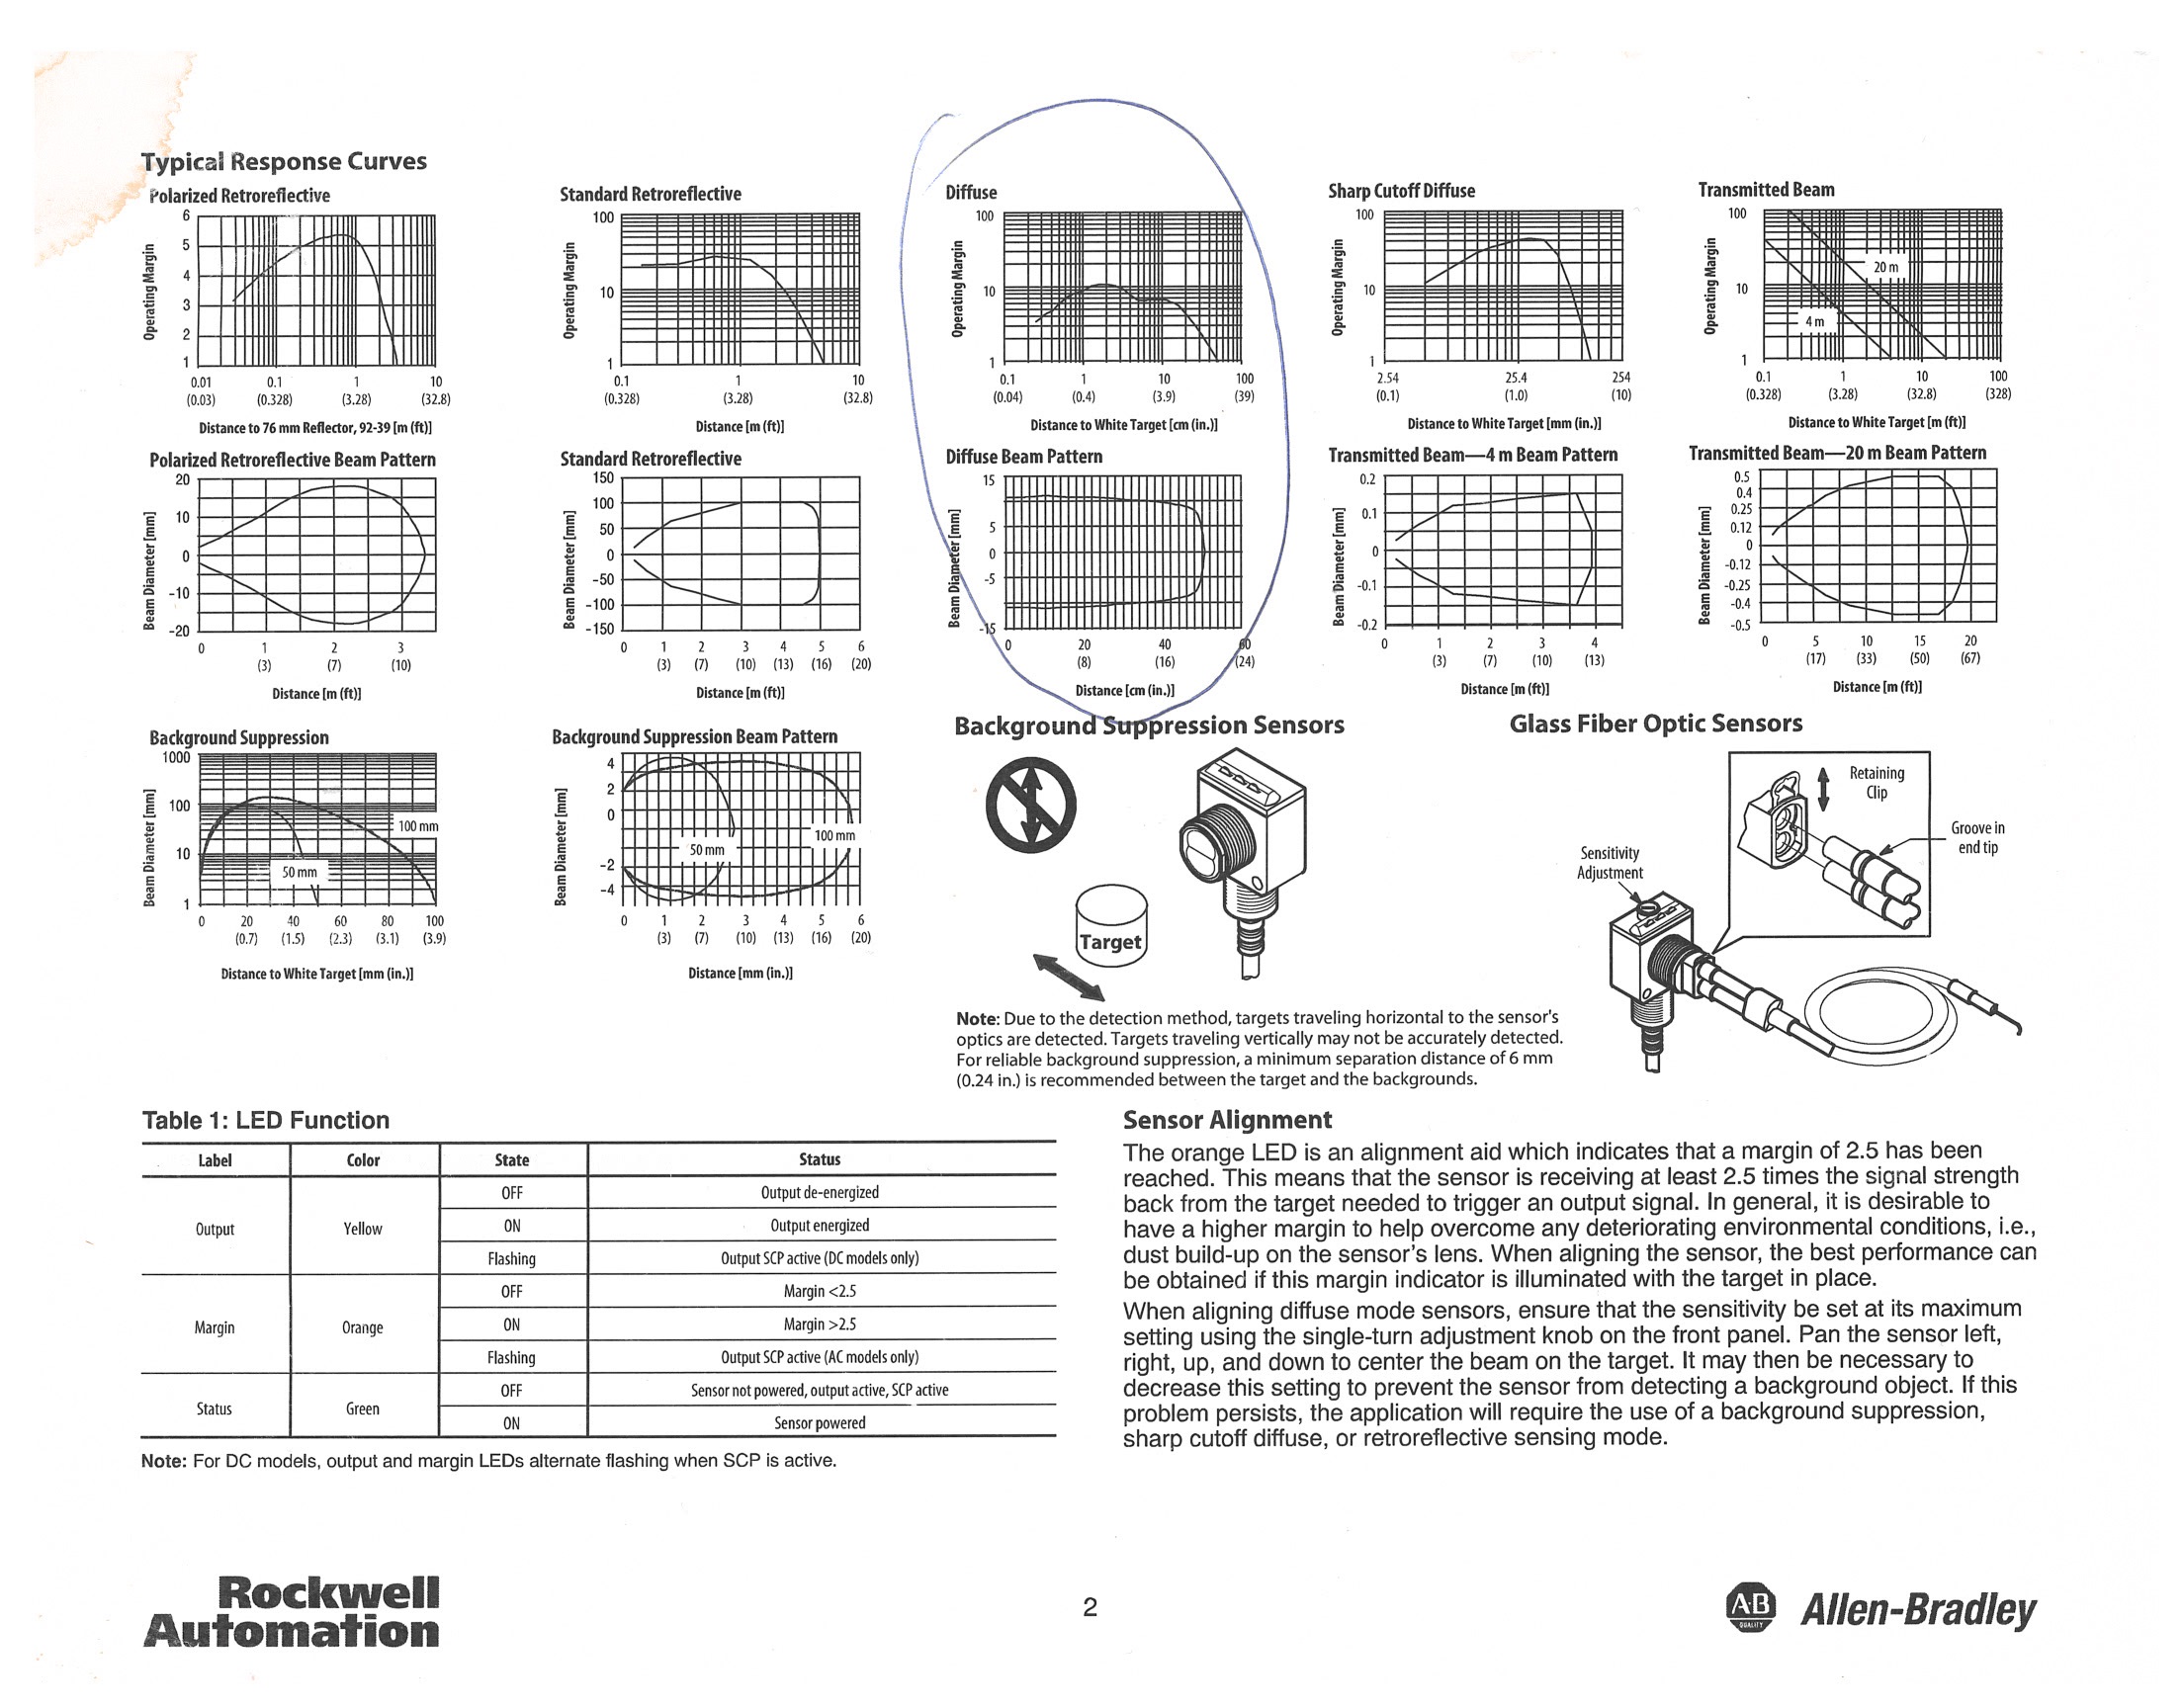 Typical Response Curves
Polarized Retroreflective
6
5
4
3
2
1
Operating Margin
0.01 0.1 1 10
(0.03) (0.328) (3.28) (32.8)
Distance to 76 mm Reflector, 92-39 [m (ft)]
Standard Retroreflective
100
10
1
Operating Margin
0.1 1 10
(0.328) (3.28) (32.8)
Distance [m (ft)]
Diffuse
100
10
1
Operating Margin
0.1 1 10 100
(0.04) (0.4) (3.9) (39)
Distance to White Target [cm (in.)]
Sharp Cutoff Diffuse
100
10
1
Operating Margin
2.54 25.4 254
(0.1) (1.0) (10)
Distance to White Target [mm (in.)]
Transmitted Beam
100
10
1
Operating Margin
20 m
4 m
0.1 1 10 100
(0.328) (3.28) (32.8) (328)
Distance to White Target [m (ft)]
Polarized Retroreflective Beam Pattern
20
10
0
-10
-20
Beam Diameter [mm]
0 1 2 3
(3) (7) (10)
Distance [m (ft)]
Standard Retroreflective
150
100
50
0
-50
-100
-150
Beam Diameter [mm]
0 1 2 3 4 5 6
(3) (7) (10) (13) (16) (20)
Distance [m (ft)]
Diffuse Beam Pattern
15
5
0
-5
-15
Beam Diameter [mm]
0 20 40 60
(8) (16) (24)
Distance [cm (in.)]
Transmitted Beam—4 m Beam Pattern
0.2
0.1
0
-0.1
-0.2
Beam Diameter [mm]
0 1 2 3 4
(3) (7) (10) (13)
Distance [m (ft)]
Transmitted Beam—20 m Beam Pattern
0.5
0.4
0.25
0.12
0
-0.12
-0.25
-0.4
-0.5
Beam Diameter [mm]
0 5 10 15 20
(17) (33) (50) (67)
Distance [m (ft)]
Background Suppression
1000
100
10
1
Beam Diameter [mm]
100 mm
50 mm
0 20 40 60 80 100
(0.7) (1.5) (2.3) (3.1) (3.9)
Distance to White Target [mm (in.)]
Background Suppression Beam Pattern
4
2
0
-2
-4
Beam Diameter [mm]
100 mm
50 mm
0 1 2 3 4 5 6
(3) (7) (10) (13) (16) (20)
Distance [mm (in.)]
Background Suppression Sensors
Target
Note: Due to the detection method, targets traveling horizontal to the sensor's
optics are detected. Targets traveling vertically may not be accurately detected.
For reliable background suppression, a minimum separation distance of 6 mm
(0.24 in.) is recommended between the target and the backgrounds.
Glass Fiber Optic Sensors
Retaining
Clip
Groove in
end tip
Sensitivity
Adjustment
Table 1: LED Function
Label Color State Status
Output Yellow OFF Output de-energized
ON Output energized
Flashing Output SCP active (DC models only)
Margin Orange OFF Margin <2.5
ON Margin >2.5
Flashing Output SCP active (AC models only)
Status Green OFF Sensor not powered, output active, SCP active
ON Sensor powered
Note: For DC models, output and margin LEDs alternate flashing when SCP is active.
Sensor Alignment
The orange LED is an alignment aid which indicates that a margin of 2.5 has been
reached. This means that the sensor is receiving at least 2.5 times the signal strength
back from the target needed to trigger an output signal. In general, it is desirable to
have a higher margin to help overcome any deteriorating environmental conditions, i.e.,
dust build-up on the sensor's lens. When aligning the sensor, the best performance can
be obtained if this margin indicator is illuminated with the target in place.
When aligning diffuse mode sensors, ensure that the sensitivity be set at its maximum
setting using the single-turn adjustment knob on the front panel. Pan the sensor left,
right, up, and down to center the beam on the target. It may then be necessary to
decrease this setting to prevent the sensor from detecting a background object. If this
problem persists, the application will require the use of a background suppression,
sharp cutoff diffuse, or retroreflective sensing mode.
Rockwell
Automation
2
AB
QUALITY
Allen-Bradley